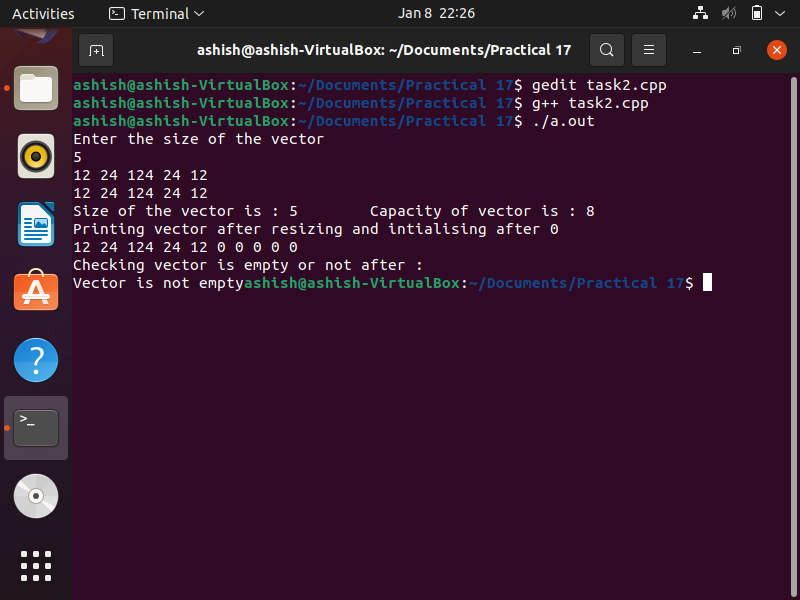 Activities Terminal Jan 8 22:26
ashish@ashish-VirtualBox: ~/Documents/Practical 17
ashish@ashish-VirtualBox:~/Documents/Practical 17$ gedit task2.cpp
ashish@ashish-VirtualBox:~/Documents/Practical 17$ g++ task2.cpp
ashish@ashish-VirtualBox:~/Documents/Practical 17$ ./a.out
Enter the size of the vector
5
12 24 124 24 12
12 24 124 24 12
Size of the vector is : 5        Capacity of vector is : 8
Printing vector after resizing and intialising after 0
12 24 124 24 12 0 0 0 0 0
Checking vector is empty or not after :
Vector is not emptyashish@ashish-VirtualBox:~/Documents/Practical 17$